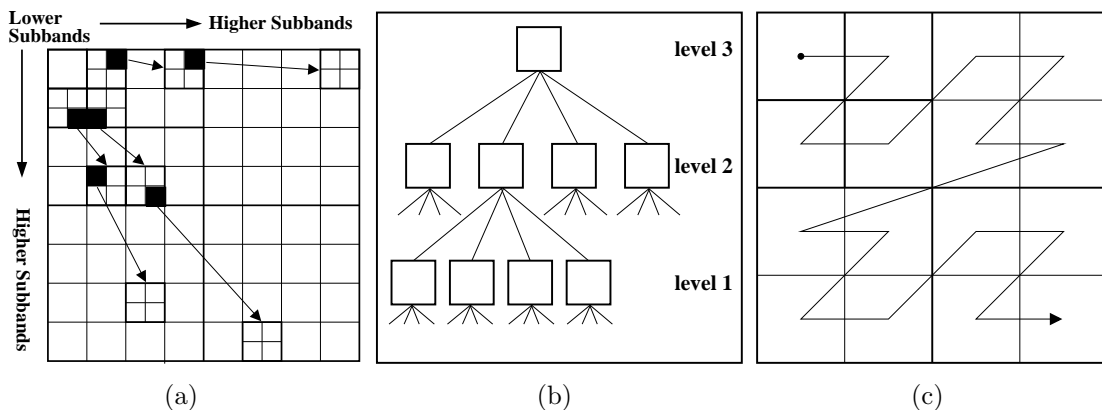 Lower
Subbands
Higher Subbands
Higher Subbands
level 3
level 2
level 1
(a)
(b)
(c)